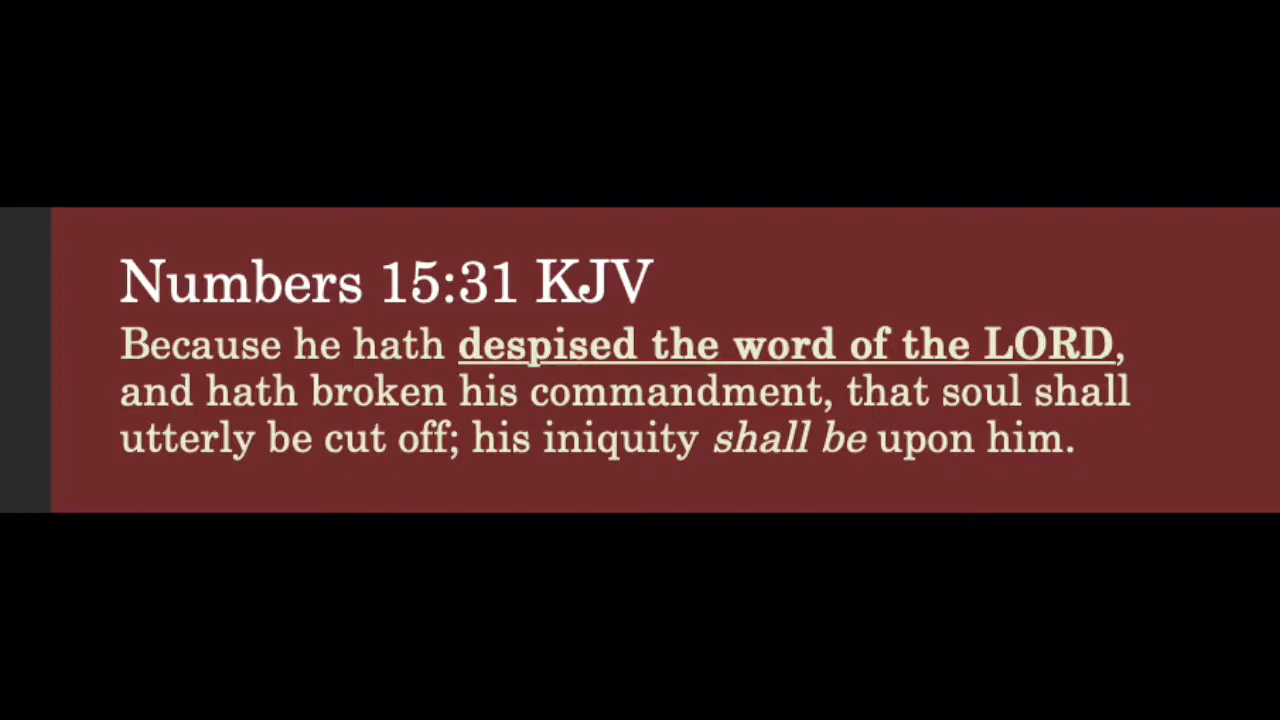 Numbers 15:31 KJV
Because he hath despised the word of the LORD,
and hath broken his commandment, that soul shall
utterly be cut off; his iniquity shall be upon him.